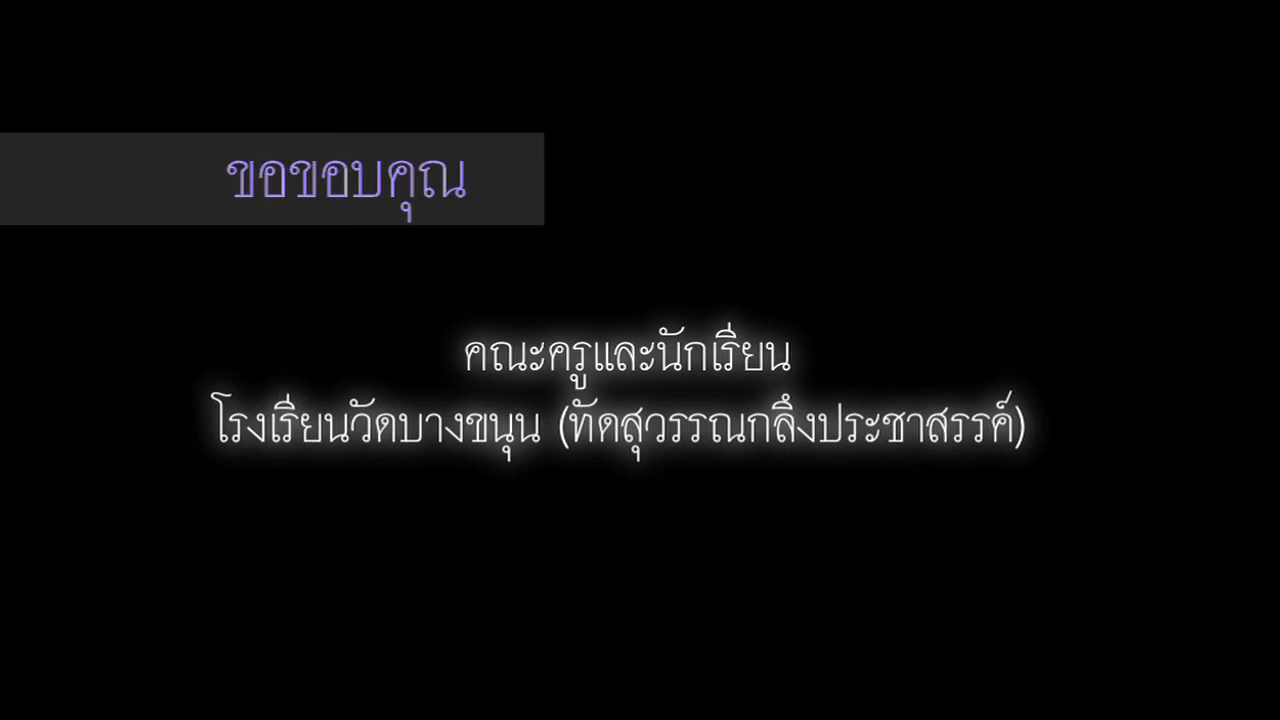 ขอขอบคุณ
คณะครูและนักเรียน
โรงเรียนวัดบางขนุน (ทัดสุวรรณกลึงประชาสรรค์)